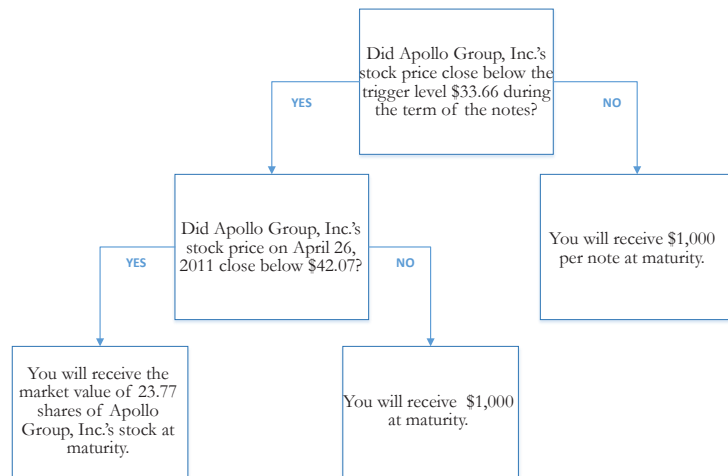 Did Apollo Group, Inc.'s
stock price close below the
trigger level $33.66 during
the term of the notes?
YES
NO
Did Apollo Group, Inc.'s
stock price on April 26,
2011 close below $42.07?
You will receive $1,000
per note at maturity.
YES
NO
You will receive the
market value of 23.77
shares of Apollo
Group, Inc.'s stock at
maturity.
You will receive $1,000
at maturity.